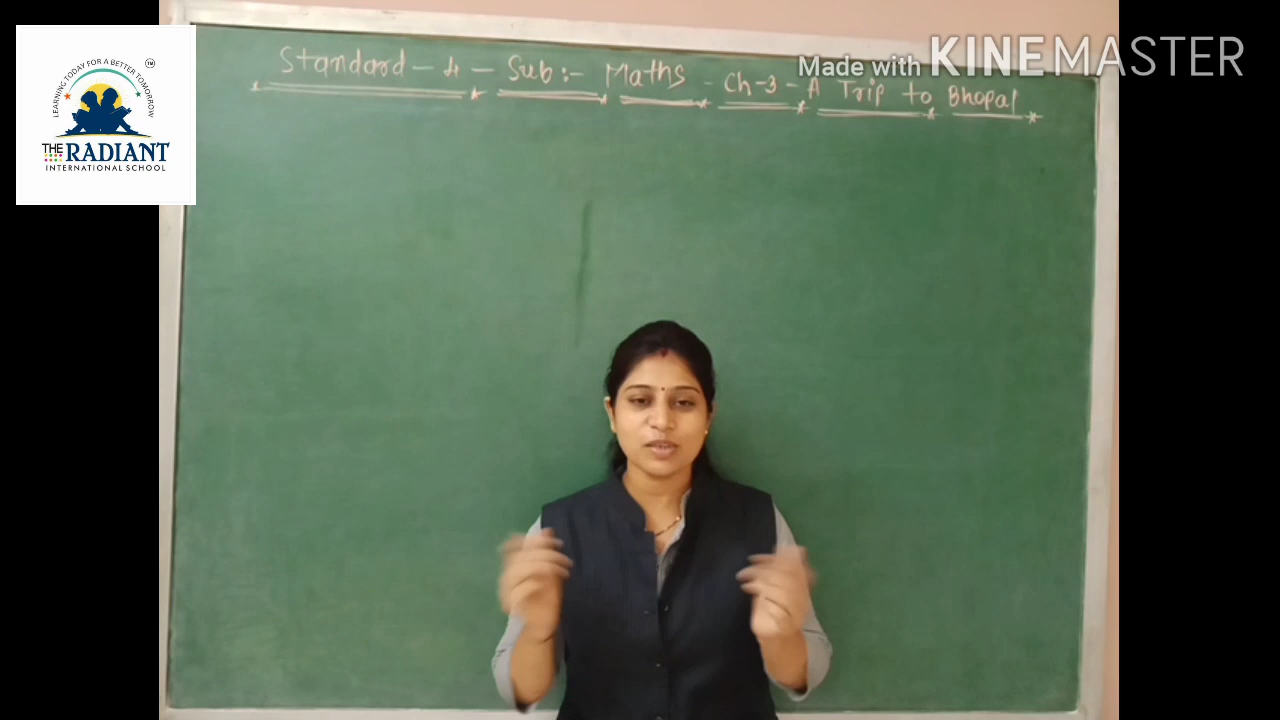 LEARNING TODAY FOR A BETTER TOMORROW
TM
THE RADIANT
INTERNATIONAL SCHOOL
Made with KINEMASTER
Standard - 4 - Sub :- Maths - Ch-3 - A Trip to Bhopal